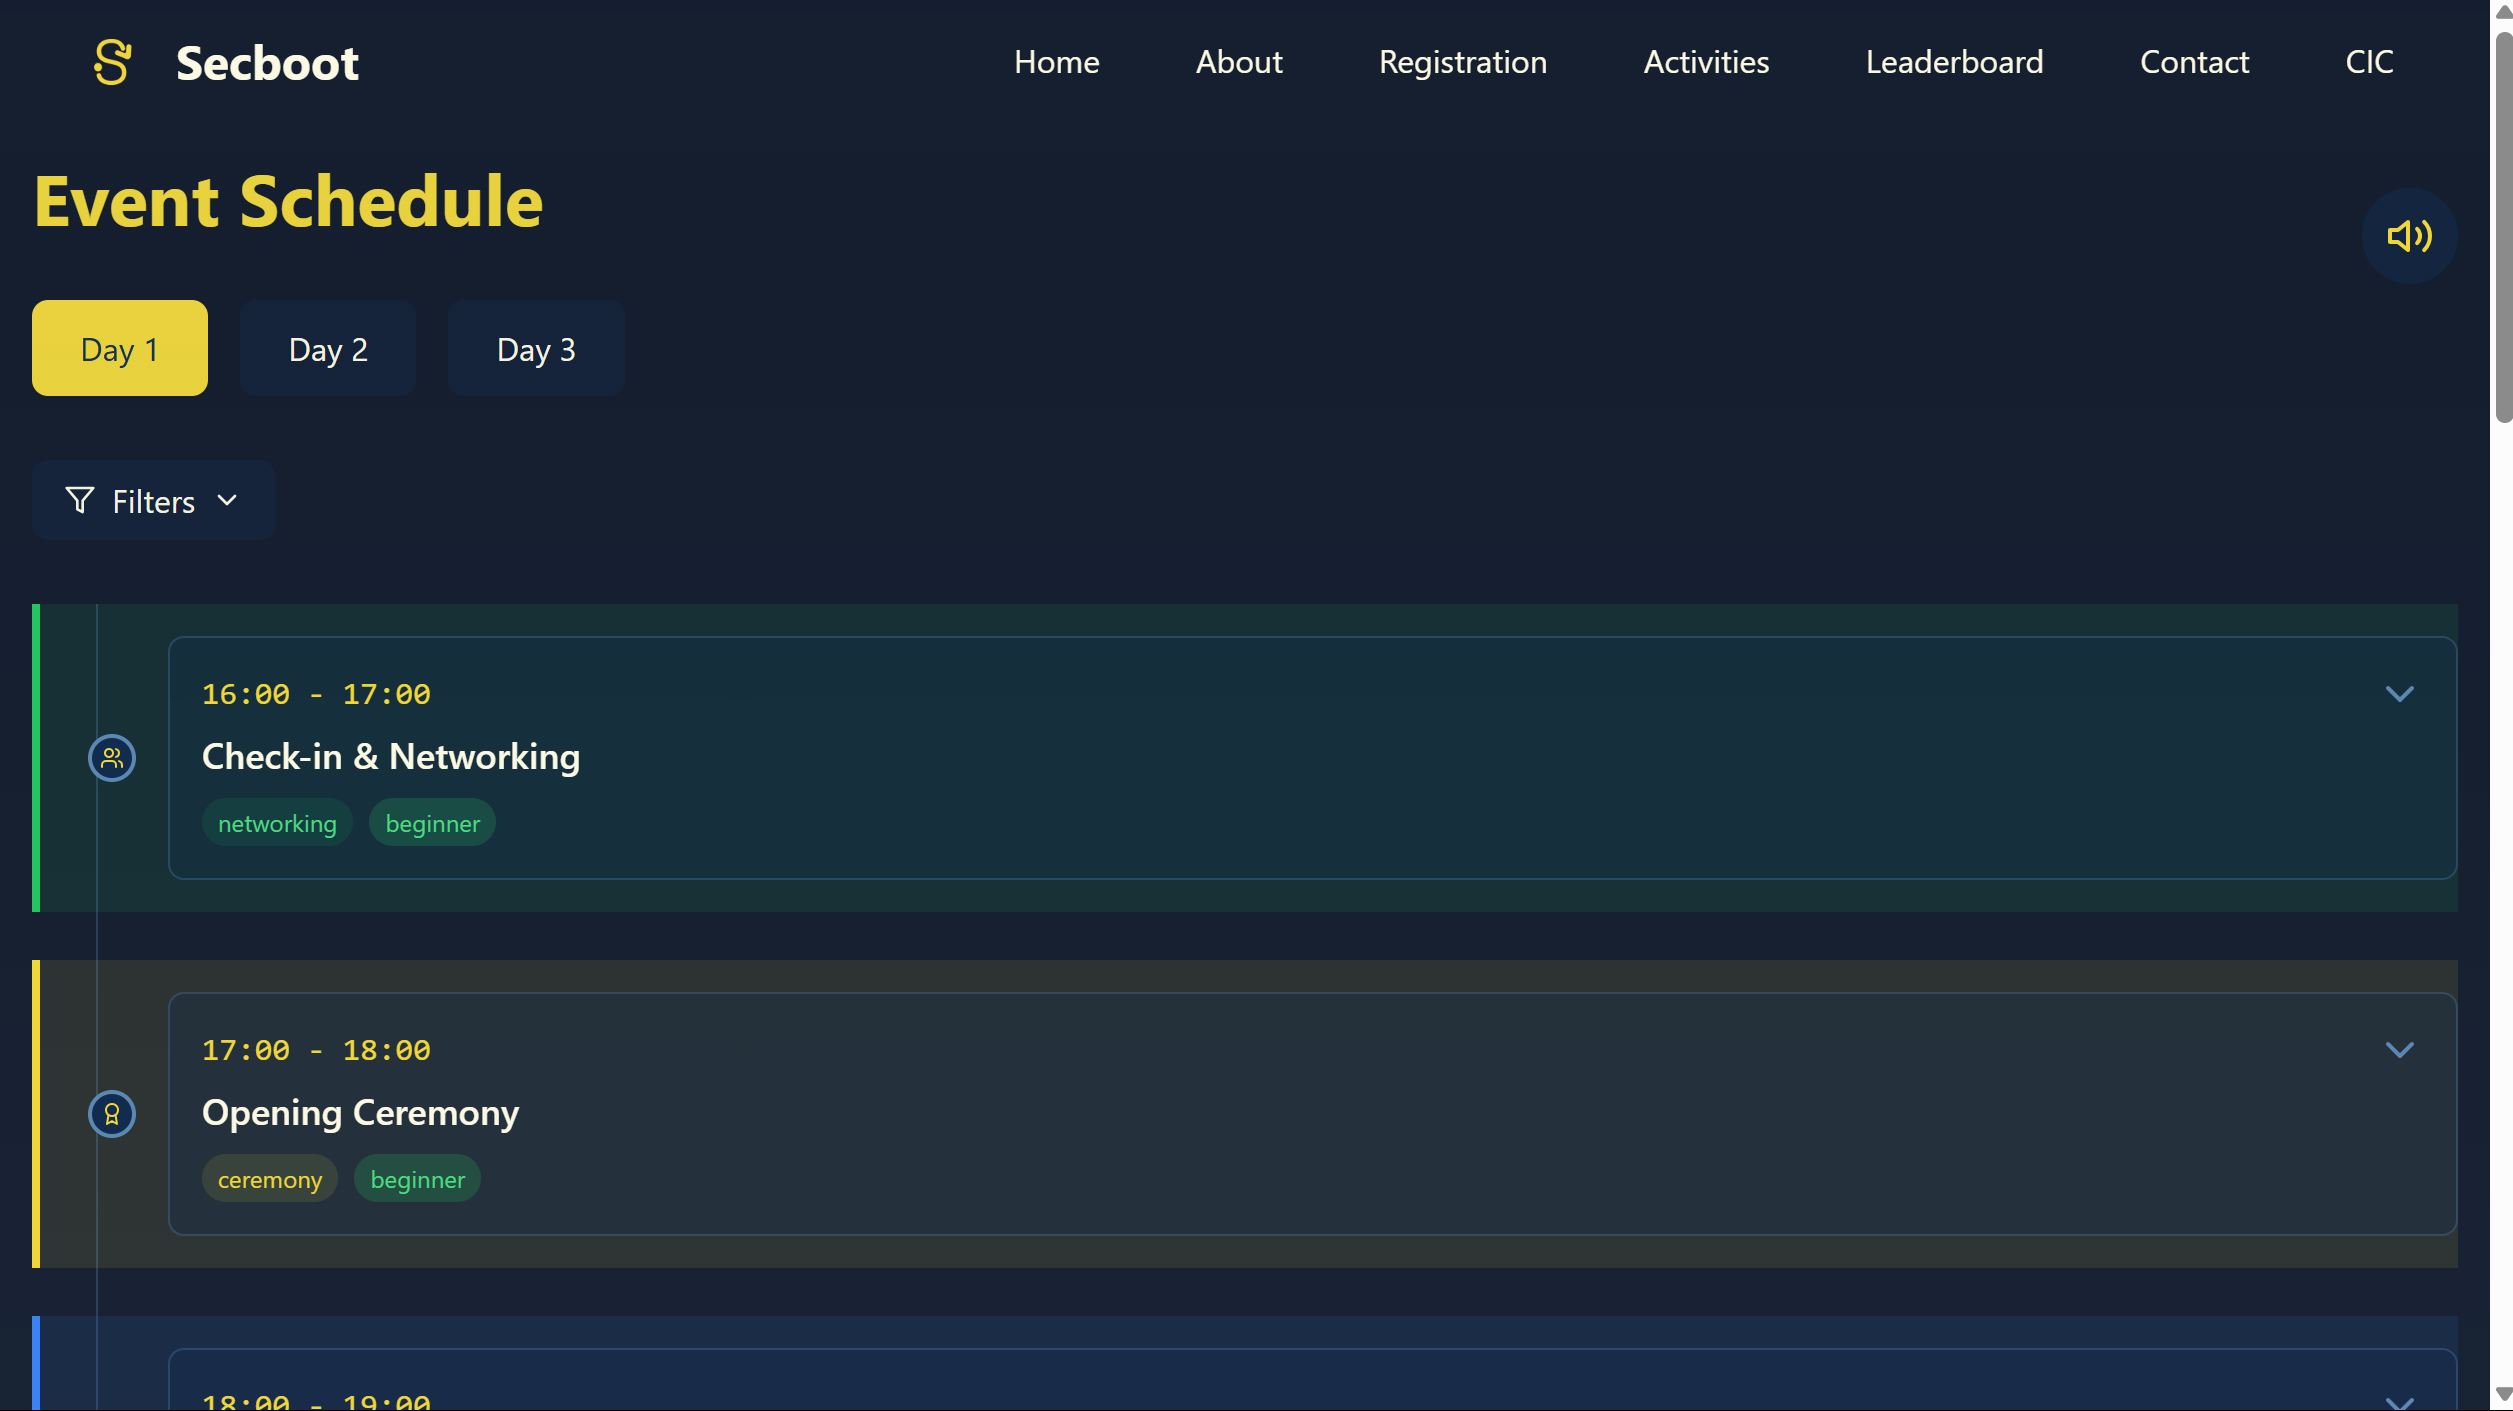 Secboot
Home About Registration Activities Leaderboard Contact CIC
Event Schedule
Day 1 Day 2 Day 3
Filters
16:00 - 17:00
Check-in & Networking
networking beginner
17:00 - 18:00
Opening Ceremony
ceremony beginner
18:00 - 19:00